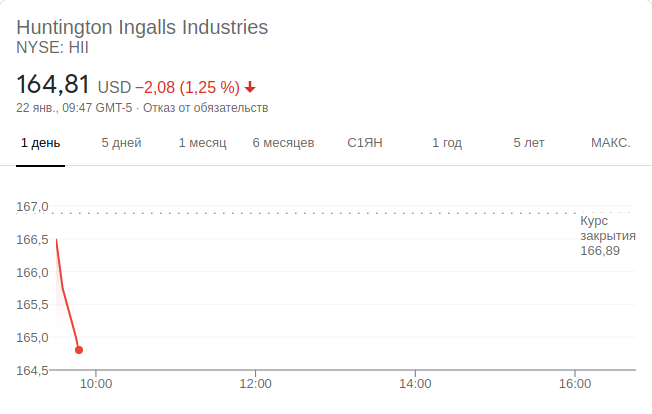 Huntington Ingalls Industries
NYSE: HII
164,81 USD −2,08 (1,25 %)
22 янв., 09:47 GMT-5 · Отказ от обязательств
1 день 5 дней 1 месяц 6 месяцев С1ЯН 1 год 5 лет МАКС.
167,0
Курс
закрытия
166,89
166,5
166,0
165,5
165,0
164,5
10:00 12:00 14:00 16:00